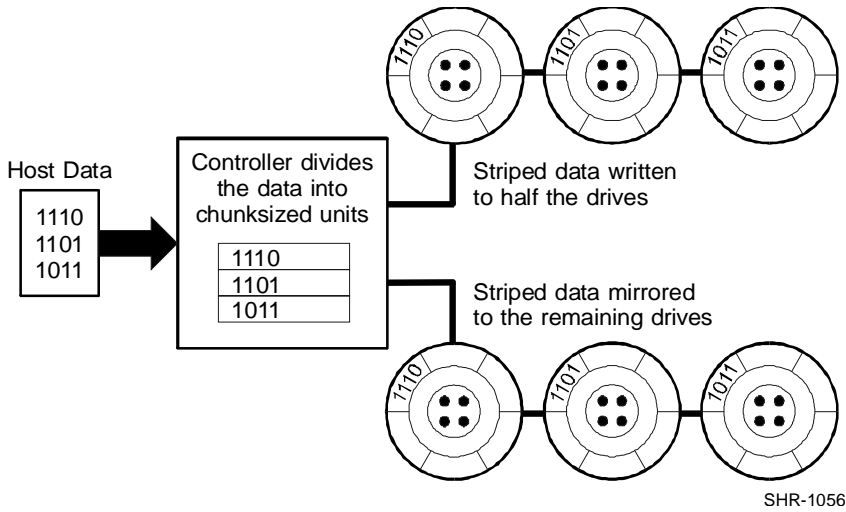 1110
1101
1011
Host Data
1110
1101
1011
Controller divides
the data into
chunksized units
1110
1101
1011
Striped data written
to half the drives
Striped data mirrored
to the remaining drives
1110
1101
1011
SHR-1056